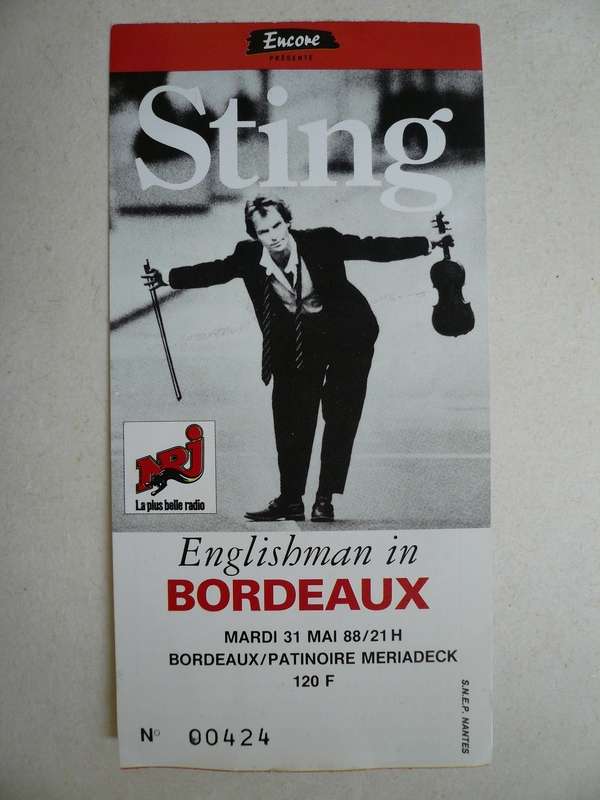 Encore
PRÉSENTE
Sting
NRJ
La plus belle radio
Englishman in
BORDEAUX
MARDI 31 MAI 88/21 H
BORDEAUX/PATINOIRE MERIADECK
120 F
S.N.E.P. NANTES
N° 00424